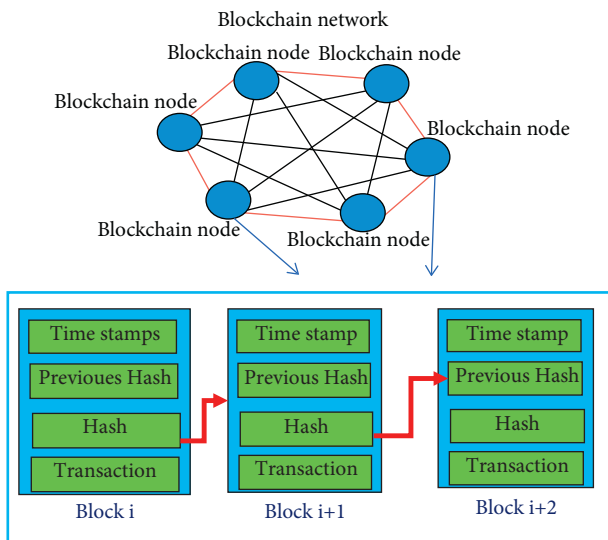 Blockchain network
Blockchain node
Blockchain node
Blockchain node
Blockchain node
Blockchain node
Blockchain node
Time stamps
Previoues Hash
Hash
Transaction
Block i
Time stamp
Previous Hash
Hash
Transaction
Block i+1
Time stamp
Previous Hash
Hash
Transaction
Block i+2